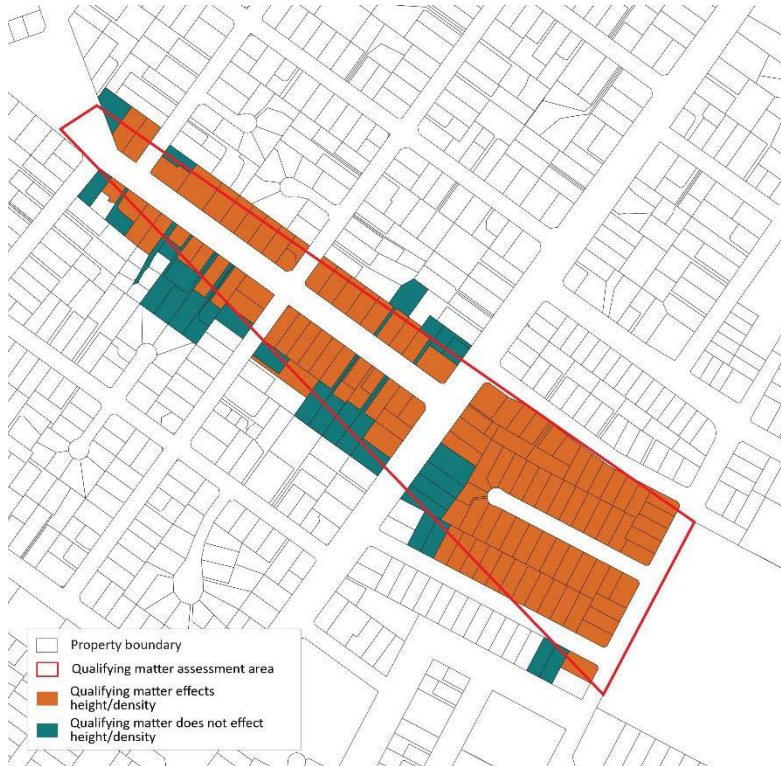 Property boundary
Qualifying matter assessment area
Qualifying matter effects
height/density
Qualifying matter does not effect
height/density